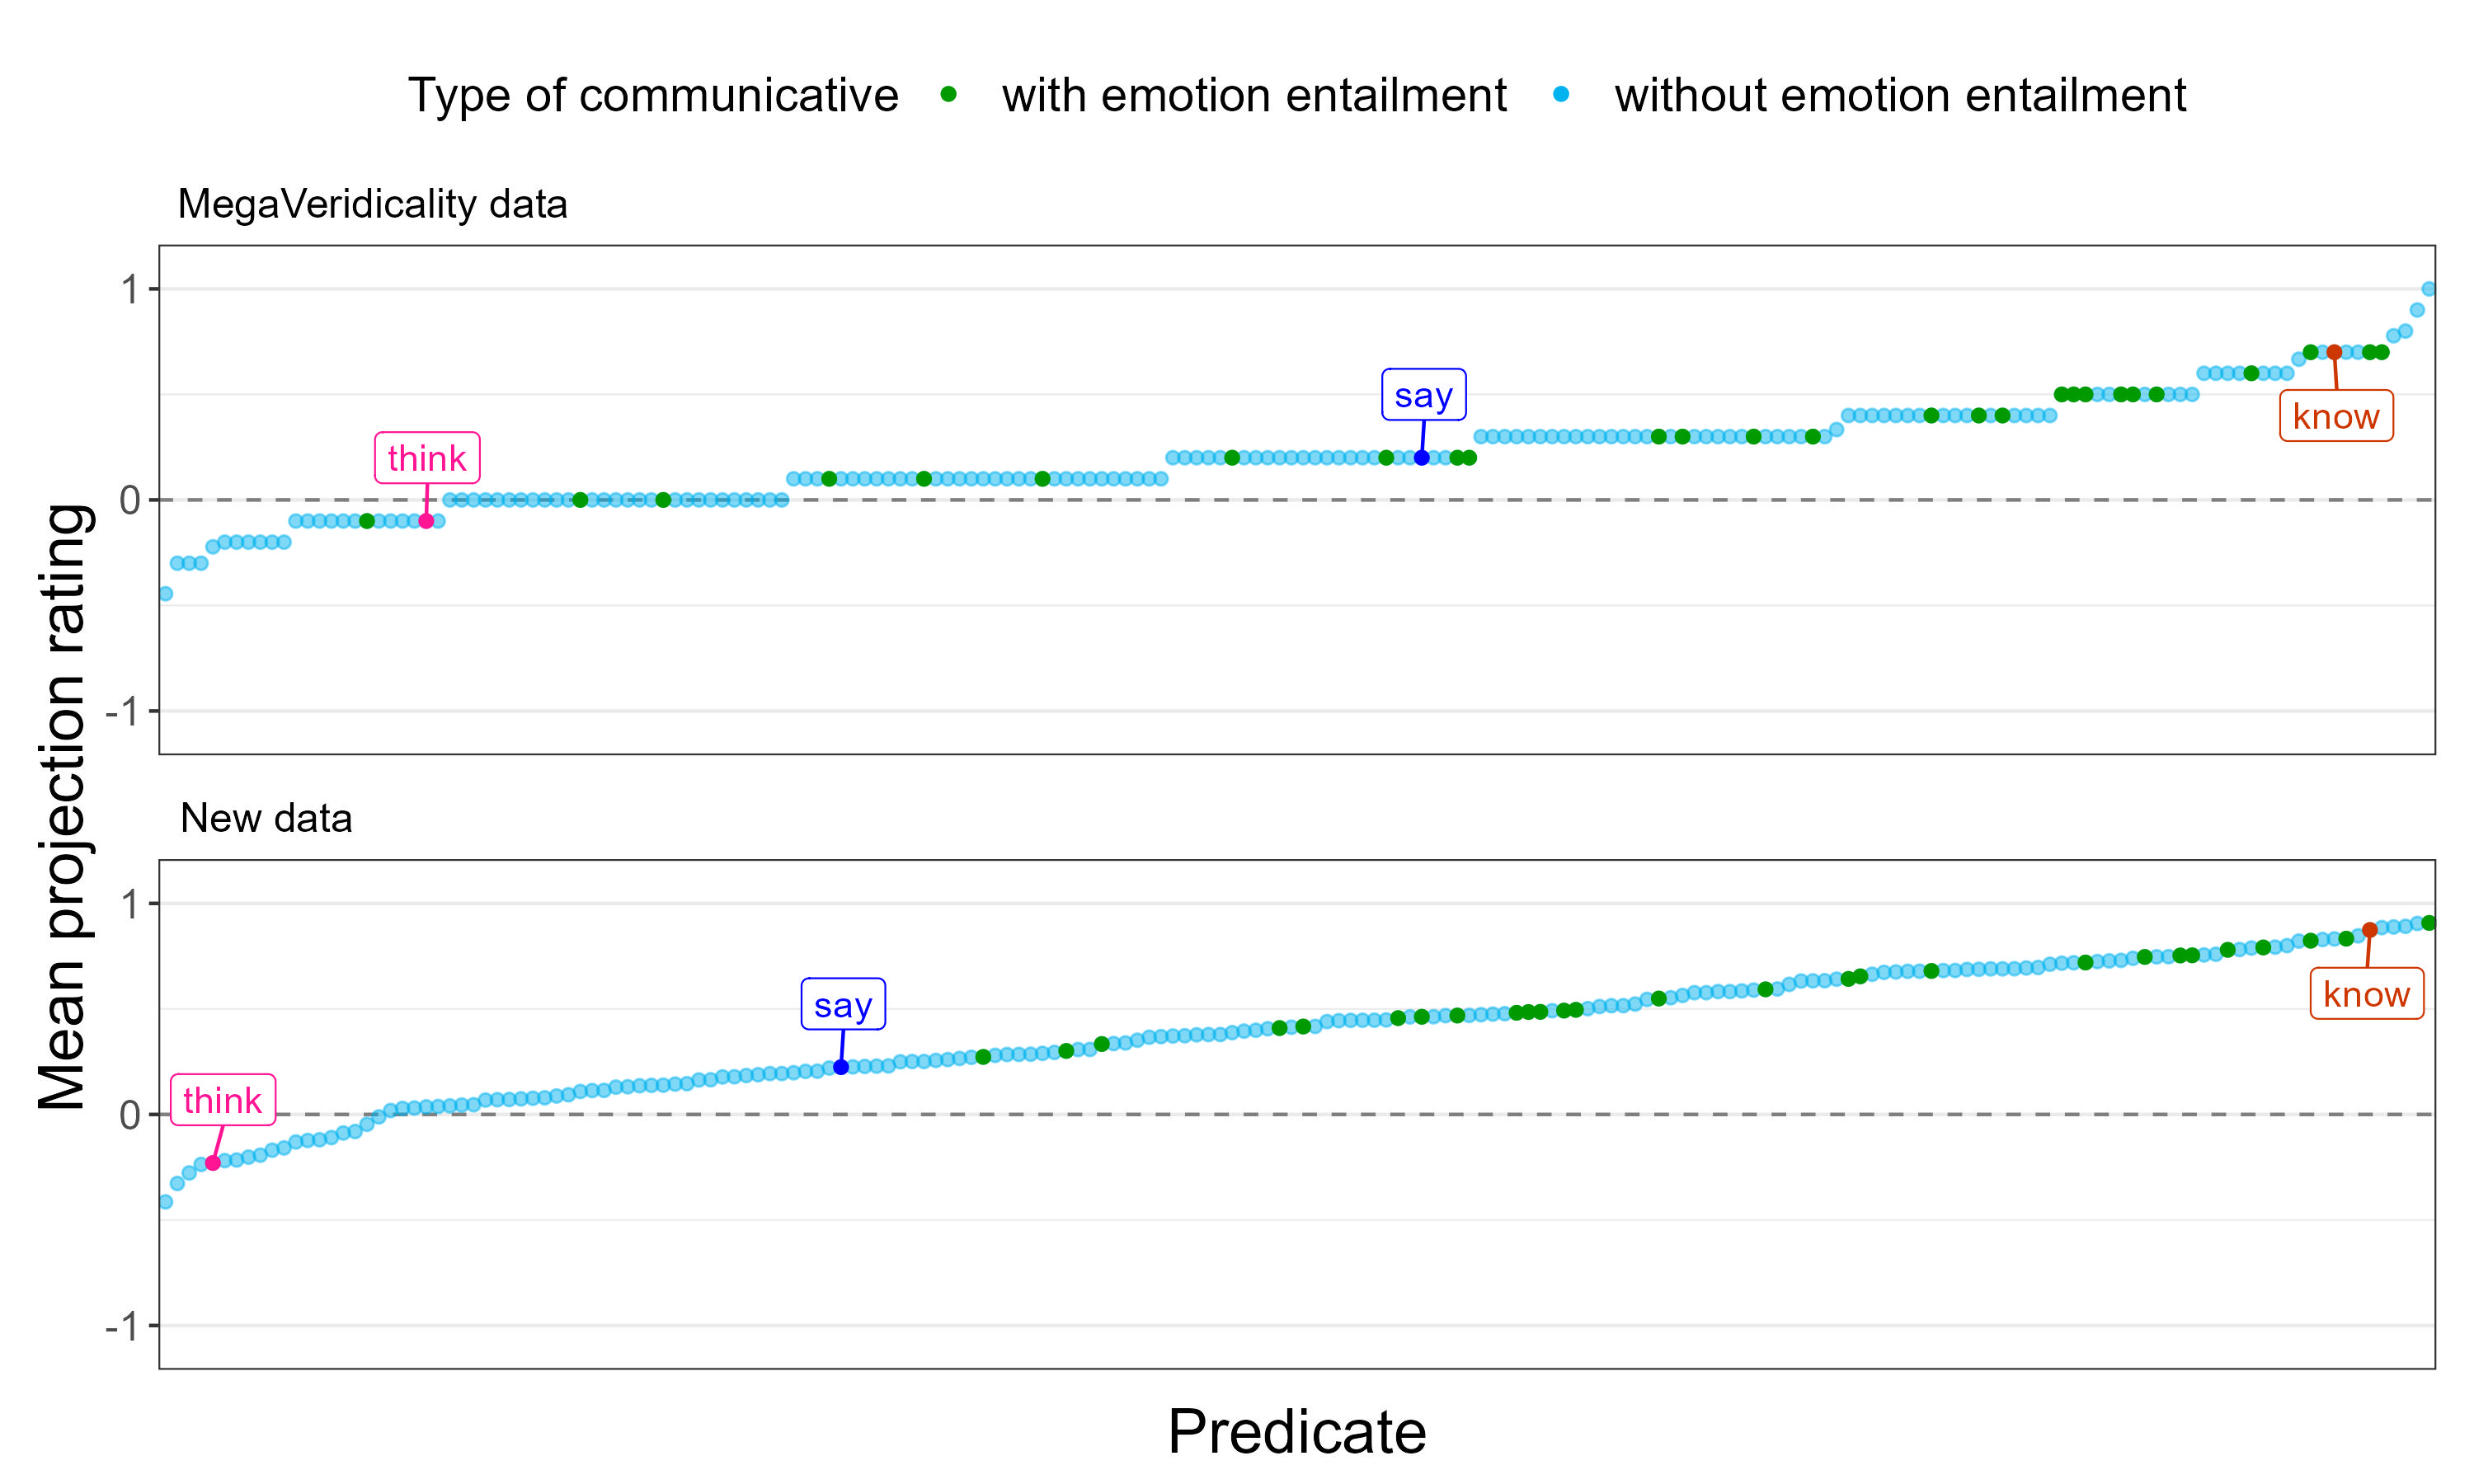 Type of communicative with emotion entailment without emotion entailment
MegaVeridicality data
Mean projection rating
1
0
-1
think
say
know
New data
1
0
-1
think
say
know
Predicate